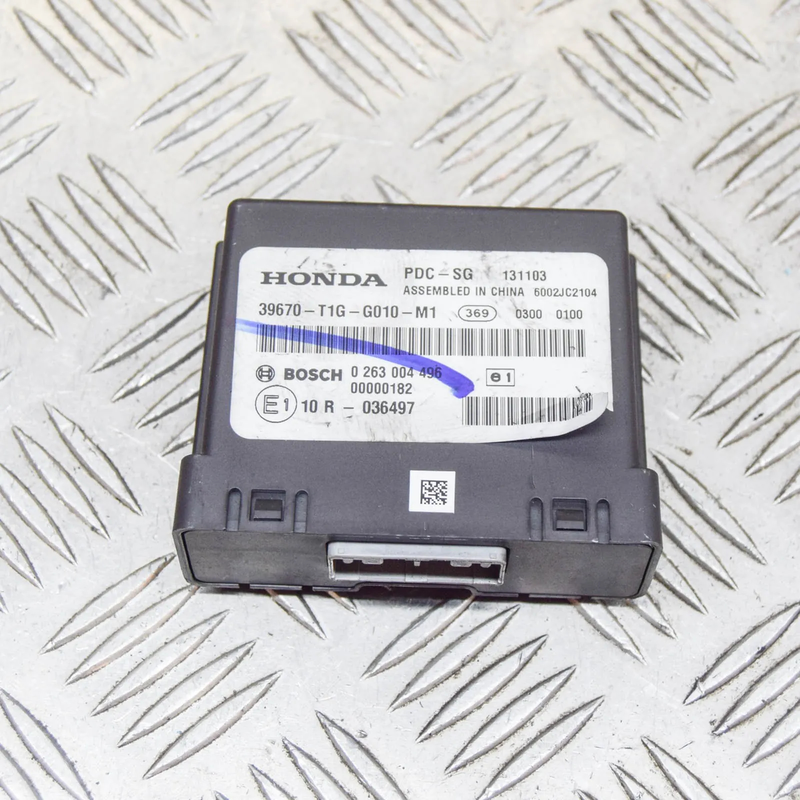 HONDA PDC-SG 131103
ASSEMBLED IN CHINA 6002JC2104
39670-T1G-G010-M1 369 0300 0100
BOSCH 0 263 004 496 e1
00000182
E1 10 R - 036497